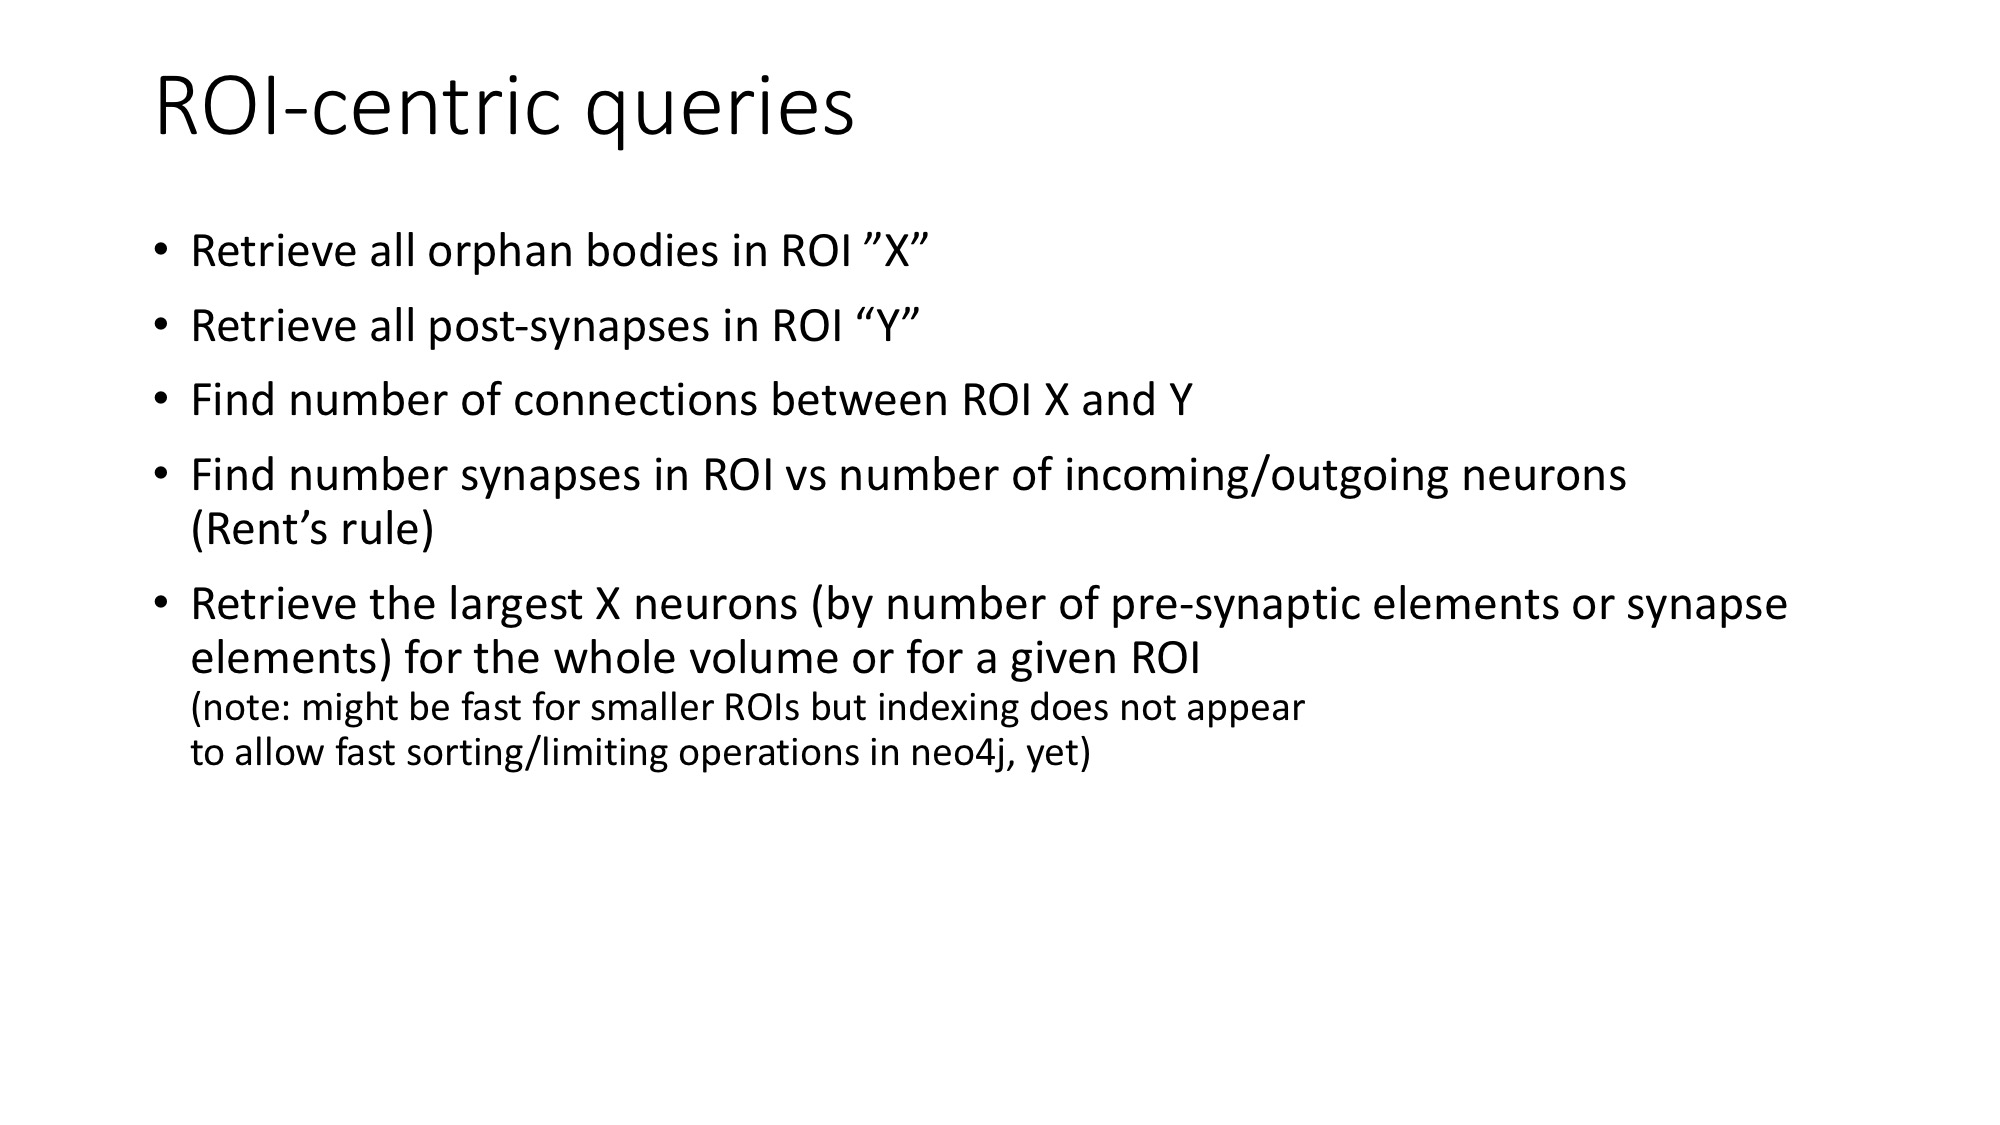 ROI-centric queries
• Retrieve all orphan bodies in ROI ”X”
• Retrieve all post-synapses in ROI “Y”
• Find number of connections between ROI X and Y
• Find number synapses in ROI vs number of incoming/outgoing neurons
(Rent’s rule)
• Retrieve the largest X neurons (by number of pre-synaptic elements or synapse
elements) for the whole volume or for a given ROI
(note: might be fast for smaller ROIs but indexing does not appear
to allow fast sorting/limiting operations in neo4j, yet)